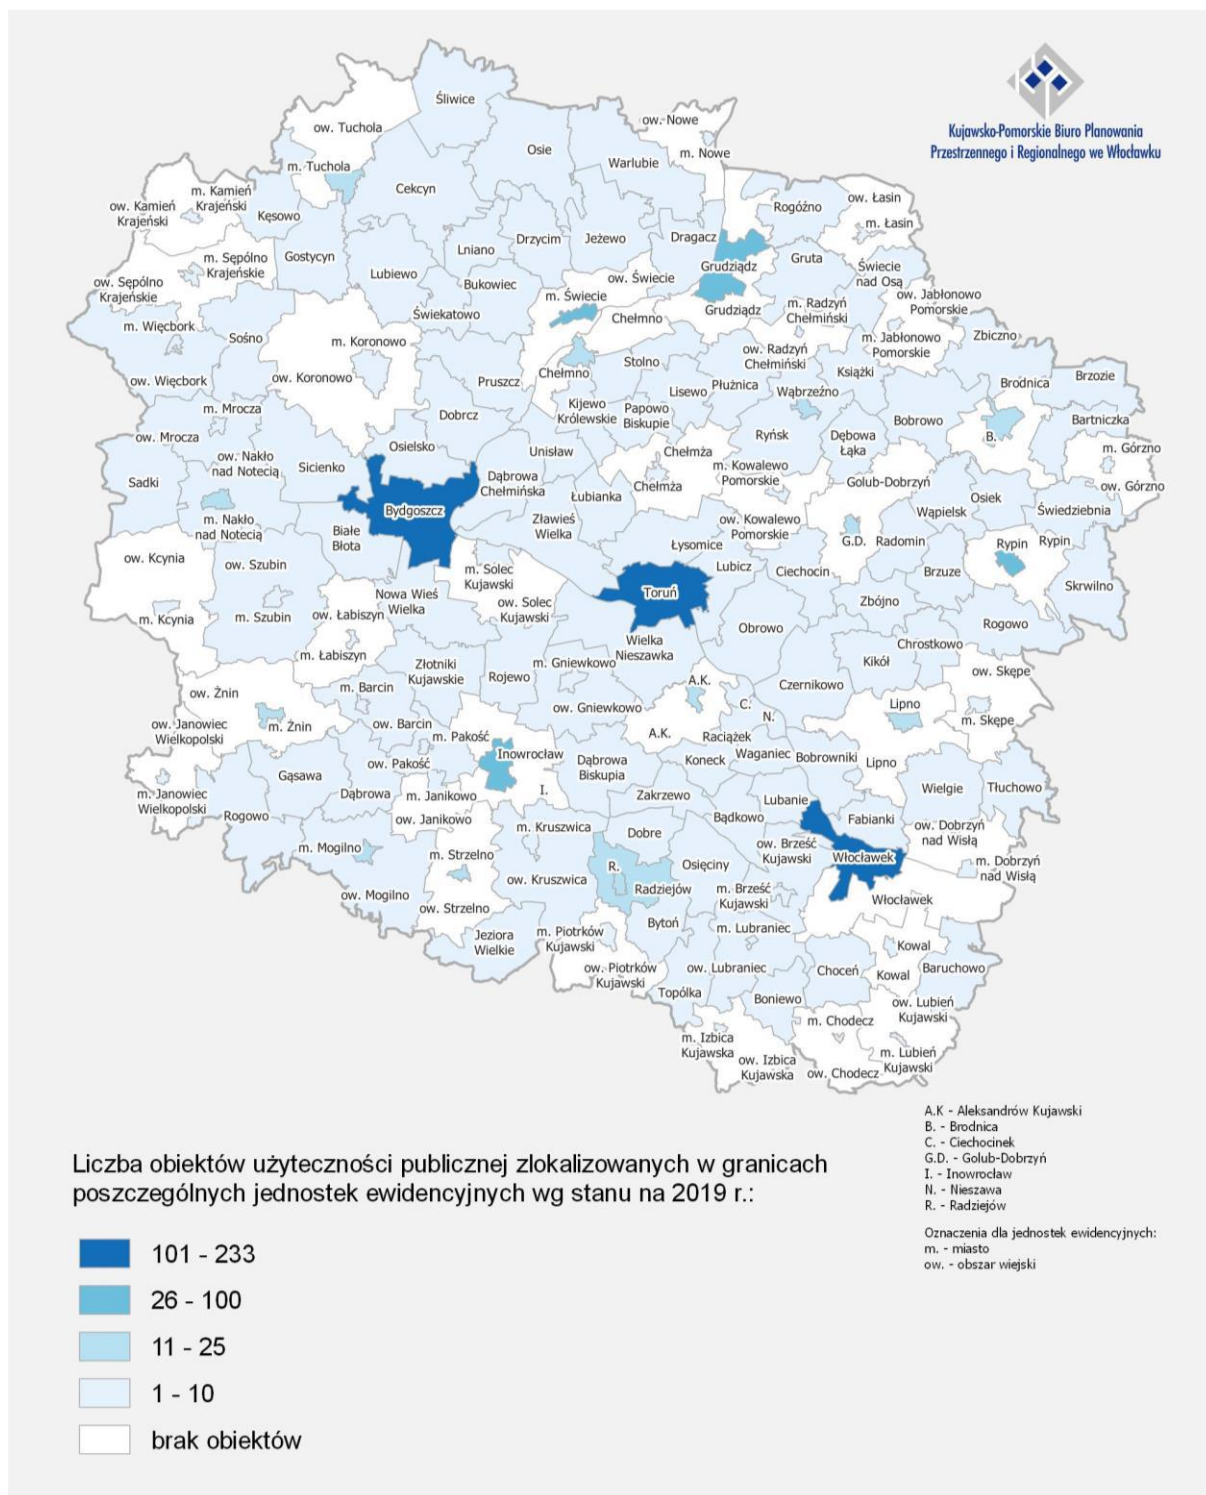 Kujawsko-Pomorskie Biuro Planowania
Przestrzennego i Regionalnego we Włocławku
Śliwice
ow. Tuchola
ow. Nowe
m. Nowe
Osie
Warlubie
m. Tuchola
Cekcyn
m. Kamień
Krajeński
ow. Kamień
Krajeński
Kęsowo
Rogóźno
ow. Łasin
m. Łasin
Drzycim
Jeżewo
Dragacz
Lniano
Gostycyn
m. Sępólno
Krajeńskie
ow. Sępólno
Krajeńskie
Lubiewo
Bukowiec
ow. Świecie
Grudziądz
Gruta
Świecie
nad Osą
m. Świecie
Świekatowo
Chełmno
Grudziądz
m. Radzyń
Chełmiński
ow. Jabłonowo
Pomorskie
m. Jabłonowo
Pomorskie
Zbiczno
m. Więcbork
Sośno
m. Koronowo
ow. Radzyń
Chełmiński
ow. Więcbork
ow. Koronowo
Pruszcz
Chełmno
Stolno
Książki
Lisewo
Płużnica
Wąbrzeźno
Brodnica
Brzozie
m. Mrocza
Dobrcz
Kijewo
Królewskie
Papowo
Biskupie
Bobrowo
Bartniczka
ow. Mrocza
Osielsko
Unisław
Chełmża
Ryńsk
Dębowa
Łąka
B.
m. Górzno
ow. Nakło
nad Notecią
Sicienko
Sadki
Dąbrowa
Chełmińska
Łubianka
Chełmża
m. Kowalewo
Pomorskie
Golub-Dobrzyń
ow. Górzno
Osiek
Wąpielsk
Świedziebnia
Bydgoszcz
m. Nakło
nad Notecią
Białe
Błota
Zławieś
Wielka
ow. Kowalewo
Pomorskie
G.D.
Radomin
Rypin
Rypin
Łysomice
ow. Kcynia
ow. Szubin
m. Solec
Kujawski
Lubicz
Ciechocin
Brzuze
Skrwilno
Toruń
Nowa Wieś
Wielka
ow. Solec
Kujawski
Zbójno
m. Kcynia
m. Szubin
ow. Łabiszyn
Obrowo
Rogowo
m. Łabiszyn
Wielka
Nieszawka
Chrostkowo
Złotniki
Kujawskie
Rojewo
m. Gniewkowo
Kikół
ow. Skępe
A.K.
Czernikowo
ow. Żnin
m. Barcin
ow. Gniewkowo
C.
N.
Lipno
m. Skępe
ow. Janowiec
Wielkopolski
m. Żnin
ow. Barcin
m. Pakość
A.K.
Raciążek
Waganiec
Bobrowniki
Inowrocław
Dąbrowa
Biskupia
Koneck
Lipno
ow. Pakość
Gąsawa
Dąbrowa
I.
m. Janowiec
Wielkopolski
m. Janikowo
Zakrzewo
Lubanie
Wielgie
Tłuchowo
Rogowo
ow. Janikowo
m. Kruszwica
Dobre
Bądkowo
Fabianki
ow. Dobrzyń
nad Wisłą
m. Mogilno
m. Strzelno
ow. Brześć
Kujawski
Włocławek
m. Dobrzyń
nad Wisłą
R.
Radziejów
Osięciny
ow. Mogilno
ow. Kruszwica
m. Brześć
Kujawski
Włocławek
ow. Strzelno
Jeziora
Wielkie
m. Piotrków
Kujawski
Bytoń
m. Lubraniec
Kowal
ow. Piotrków
Kujawski
ow. Lubraniec
Choceń
Kowal
Baruchowo
Topólka
Boniewo
ow. Lubień
Kujawski
m. Chodecz
m. Izbica
Kujawska
ow. Izbica
Kujawska
ow. Chodecz
m. Lubień
Kujawski
A.K - Aleksandrów Kujawski
B. - Brodnica
C. - Ciechocinek
G.D. - Golub-Dobrzyń
I. - Inowrocław
N. - Nieszawa
R. - Radziejów
Oznaczenia dla jednostek ewidencyjnych:
m. - miasto
ow. - obszar wiejski
Liczba obiektów użyteczności publicznej zlokalizowanych w granicach
poszczególnych jednostek ewidencyjnych wg stanu na 2019 r.:
101 - 233
26 - 100
11 - 25
1 - 10
brak obiektów